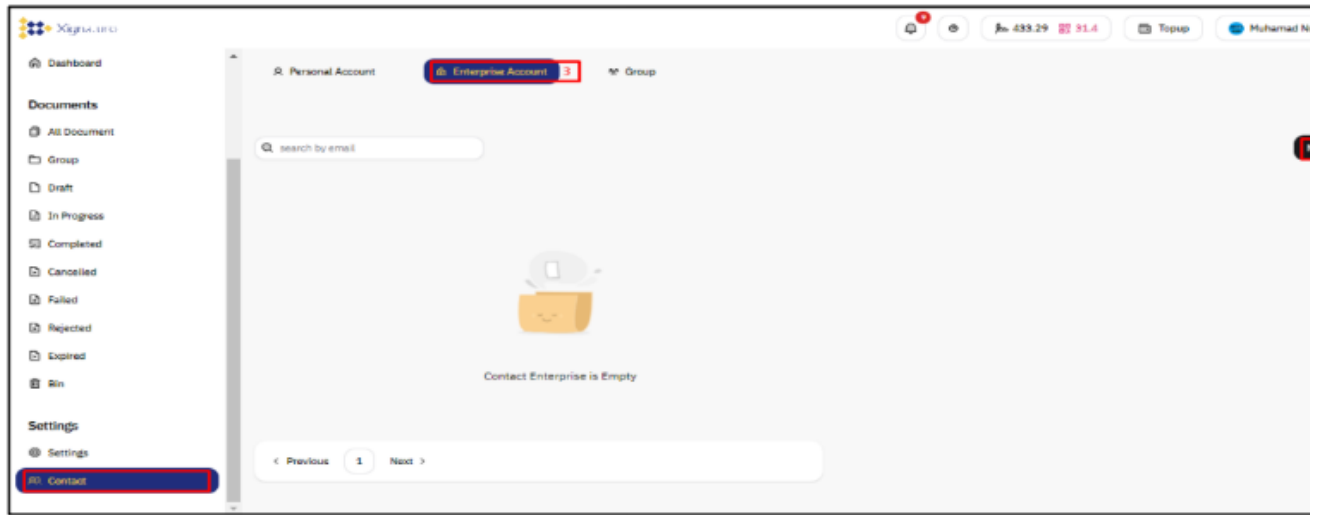 433.29 31.4 Topup Muhamad N
Dashboard
Personal Account Enterprise Account 3 Group
Documents
All Document
search by email
Group
Draft
In Progress
Completed
Cancelled
Failed
Rejected
Expired
Bin
Contact Enterprise is Empty
Settings
Settings
< Previous 1 Next >
Contact